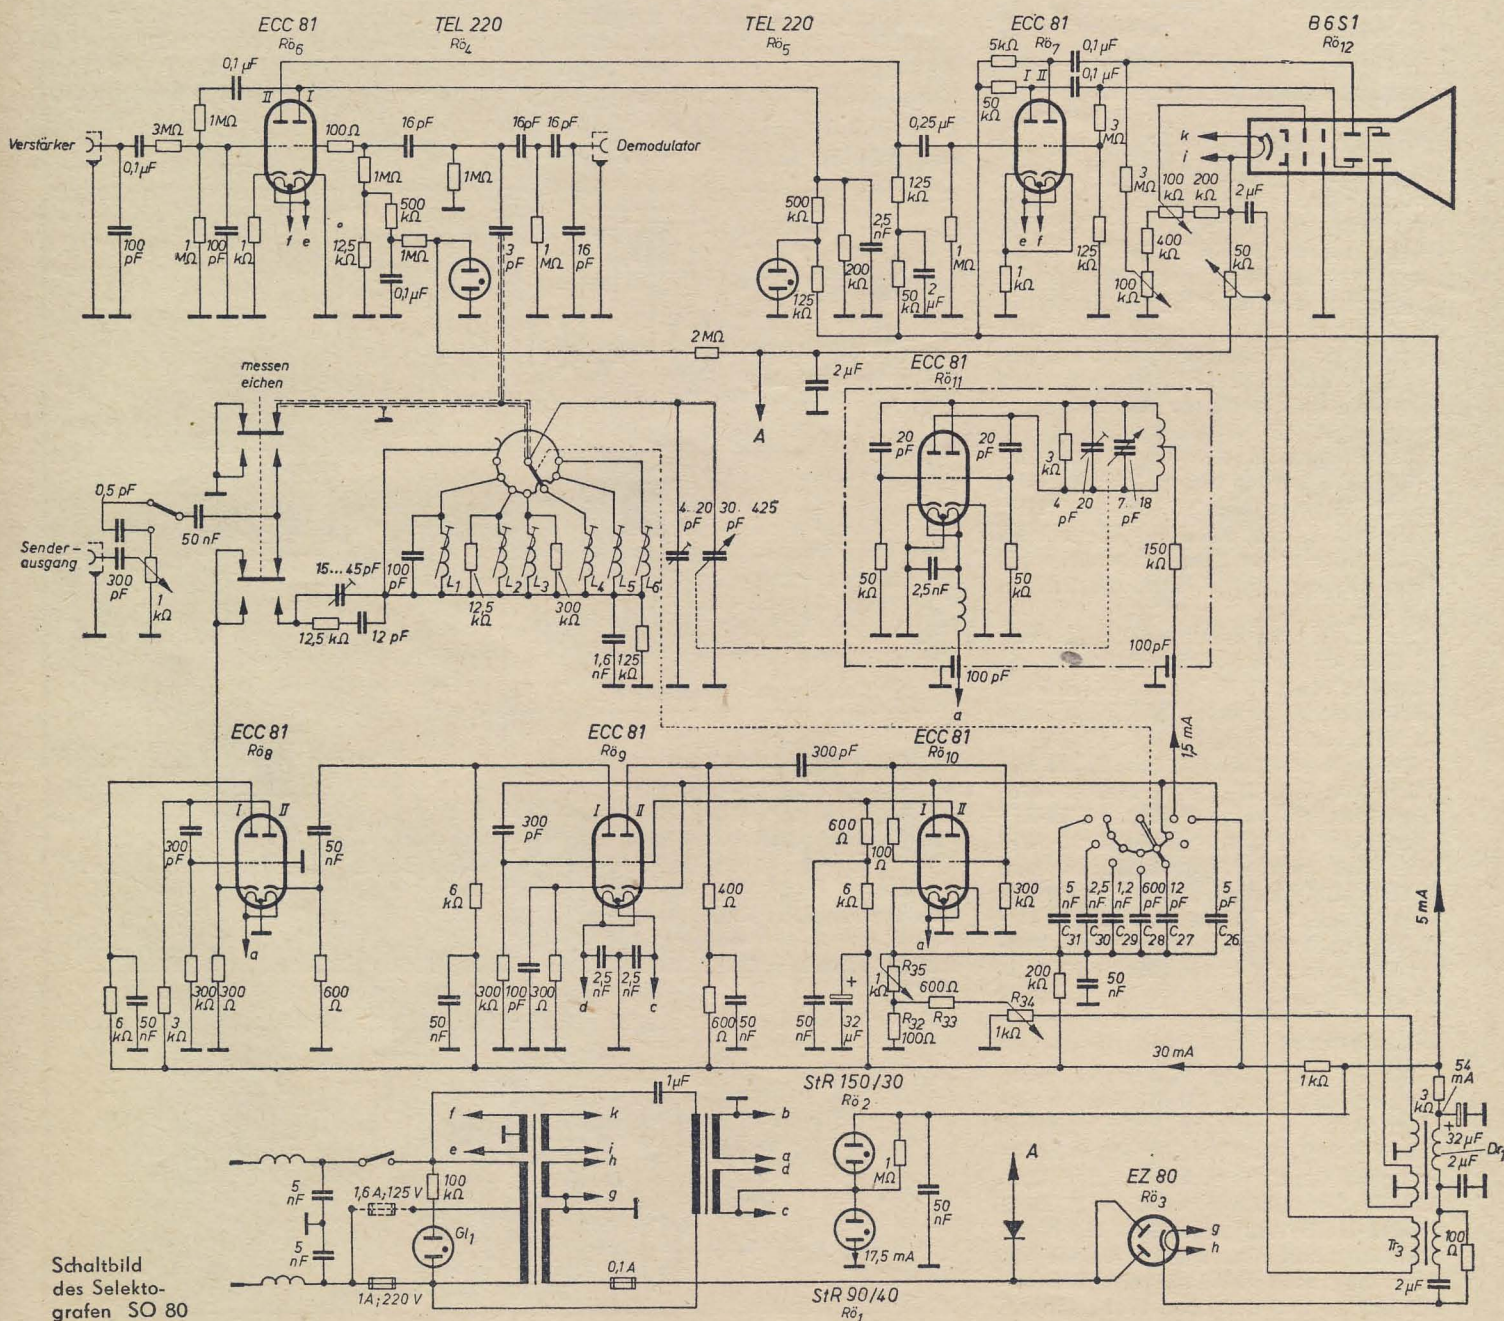 ECC 81
Rö6
TEL 220
Rö4
TEL 220
Rö5
ECC 81
Rö7
B6S1
Rö12
0,1 µF
II
I
5kΩ
I II
0,1µF
0,1 µF
50
kΩ
1MΩ
3MΩ
100Ω
16 pF
16pF
16 pF
Verstärker
Demodulator
0,1µF
0,25 µF
3
MΩ
k
i
1MΩ
1MΩ
500
kΩ
1MΩ
100
pF
1
MΩ
100
pF
1
kΩ
f
e
12,5
kΩ
0,1µF
3
pF
1
MΩ
16
pF
500
kΩ
125
kΩ
200
kΩ
2,5
nF
125
kΩ
50
kΩ
2
µF
1
MΩ
e
f
1
kΩ
125
kΩ
3
MΩ
100
kΩ
200
kΩ
2 µF
400
kΩ
100
kΩ
50
kΩ
2 MΩ
messen
eichen
A
2 µF
ECC 81
Rö11
20
pF
20
pF
3
kΩ
4
20
pF
7
18
pF
0,5 pF
50 nF
Sender-
ausgang
300
pF
1
kΩ
15...45pF
12,5 kΩ
12 pF
100
pF
L1
L2
L3
L4
L5
L6
12,5
kΩ
300
kΩ
1,6
nF
125
kΩ
4...20
pF
30
425
pF
50
kΩ
2,5 nF
50
kΩ
150
kΩ
100 pF
100pF
a
1,5 mA
ECC 81
Rö8
ECC 81
Rö9
ECC 81
Rö10
300 pF
I
II
I
II
I
II
300
pF
50
nF
6
kΩ
300
pF
400
Ω
600
Ω
100
Ω
6
kΩ
300
kΩ
5
nF
C31
2,5
nF
C30
1,2
nF
C29
600
pF
C28
12
pF
C27
5
pF
C26
5 mA
a
6
kΩ
50
nF
3
kΩ
300
kΩ
300
Ω
600
Ω
50
nF
300
kΩ
100
pF
300
Ω
2,5
nF
2,5
nF
d
c
600
Ω
50
nF
50
nF
32
µF
+
a
R35
1
kΩ
600Ω
R33
R32
100Ω
R34
1kΩ
200
kΩ
50
nF
30 mA
1 kΩ
54
mA
3
kΩ
32µF
2 µF
+
Dr1
StR 150/30
Rö2
1µF
f
e
k
i
h
g
b
a
d
c
5
nF
5
nF
1,6 A;125 V
100
kΩ
Gl1
1A;220 V
0,1 A
1
MΩ
50
nF
17,5 mA
StR 90/40
Rö1
A
EZ 80
Rö3
g
h
Tr3
100
Ω
2µF
Schaltbild
des Selekto-
grafen SO 80